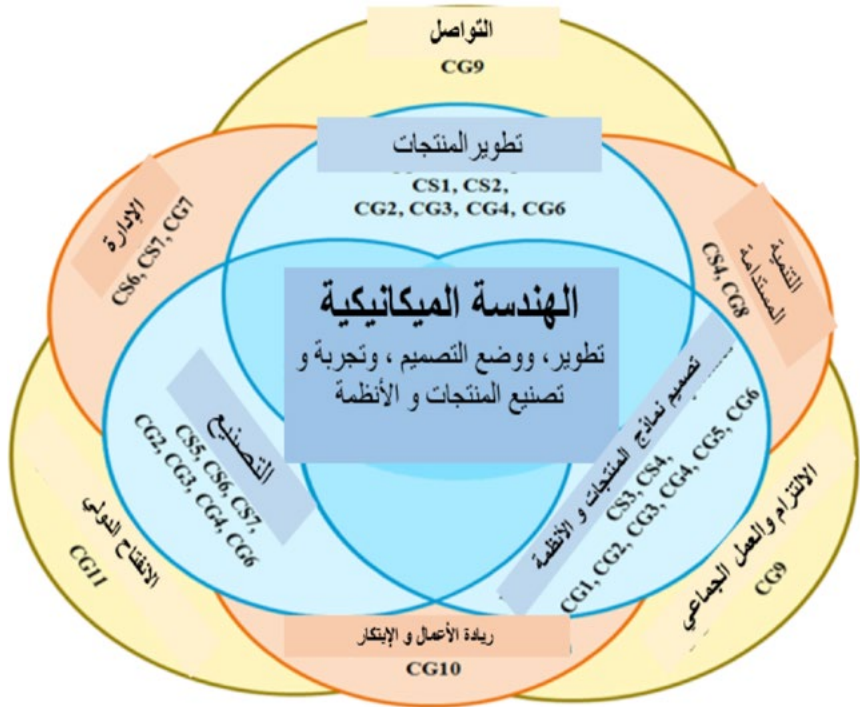 التواصل
CG9
تطوير المنتجات
CS1, CS2,
CG2, CG3, CG4, CG6
الإدارة
CS6, CS7, CG7
التنمية
المستدامة
CS4, CG8
الهندسة الميكانيكية
تطوير، ووضع التصميم ، وتجربة و
تصنيع المنتجات و الأنظمة
التصنيع
CS5, CS6, CS7,
CG2, CG3, CG4, CG6
تصميم نماذج المنتجات و الأنظمة
CS3, CS4,
CG1, CG2, CG3, CG4, CG5, CG6
الانفتاح الدولي
CG11
الالتزام والعمل الجماعي
CG9
ريادة الأعمال و الإبتكار
CG10